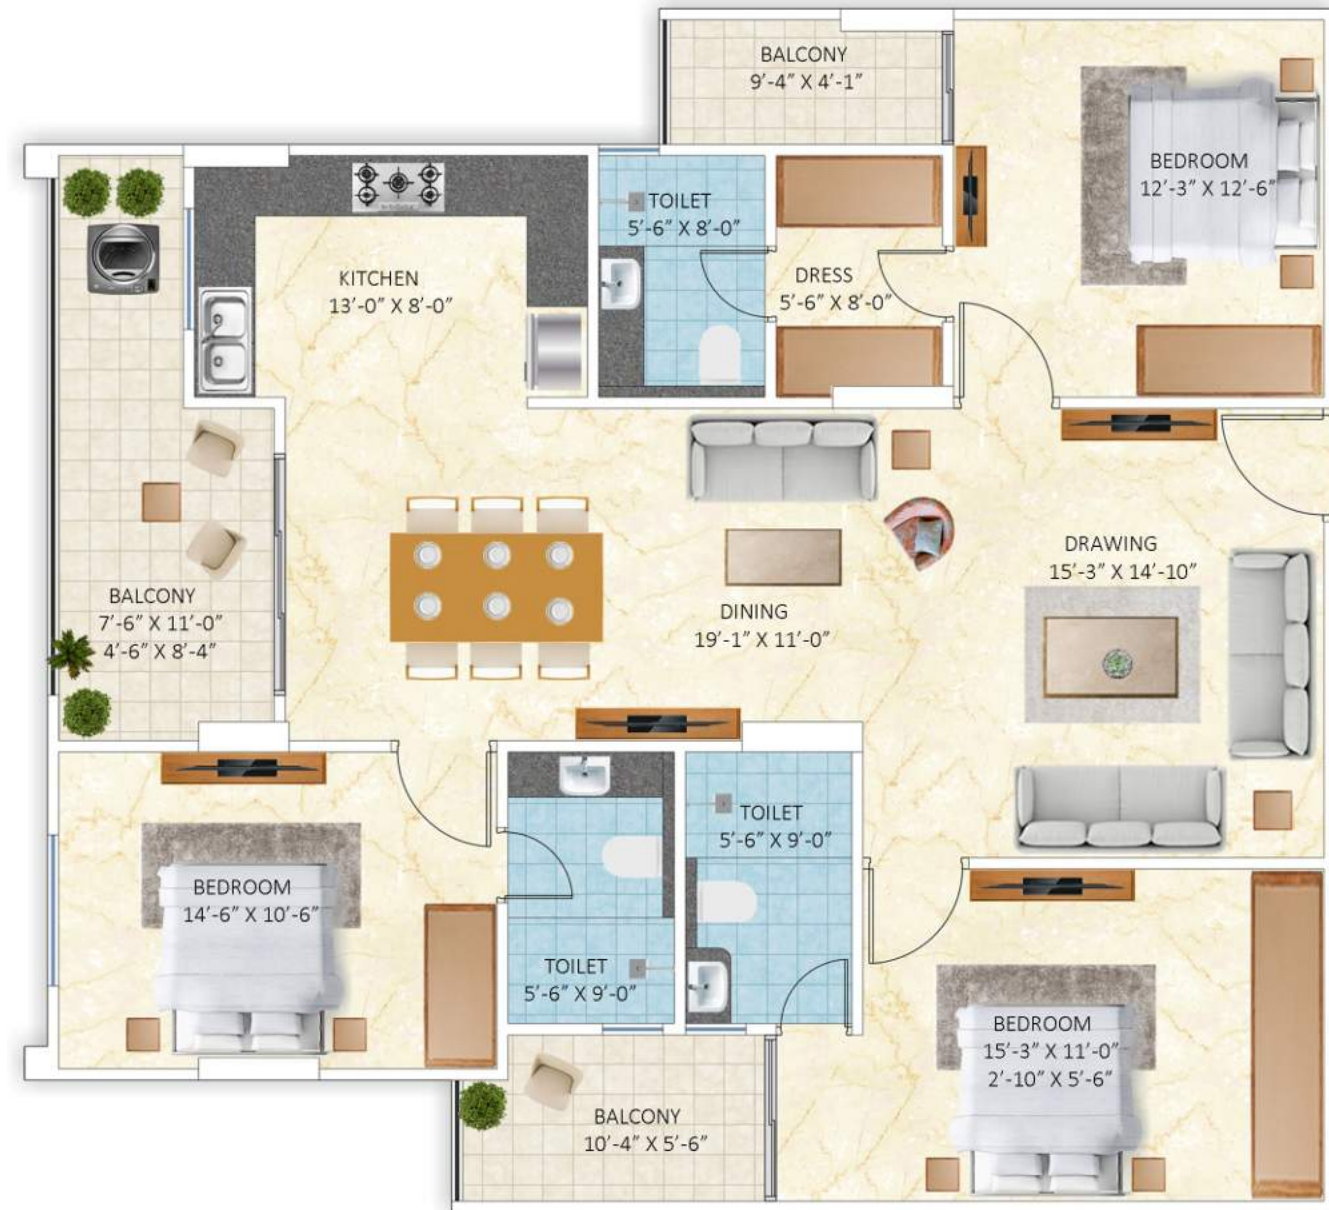 BALCONY
9'-4" X 4'-1"
BEDROOM
12'-3" X 12'-6"
TOILET
5'-6" X 8'-0"
KITCHEN
13'-0" X 8'-0"
DRESS
5'-6" X 8'-0"
DRAWING
15'-3" X 14'-10"
BALCONY
7'-6" X 11'-0"
4'-6" X 8'-4"
DINING
19'-1" X 11'-0"
TOILET
5'-6" X 9'-0"
BEDROOM
14'-6" X 10'-6"
TOILET
5'-6" X 9'-0"
BEDROOM
15'-3" X 11'-0"
2'-10" X 5'-6"
BALCONY
10'-4" X 5'-6"